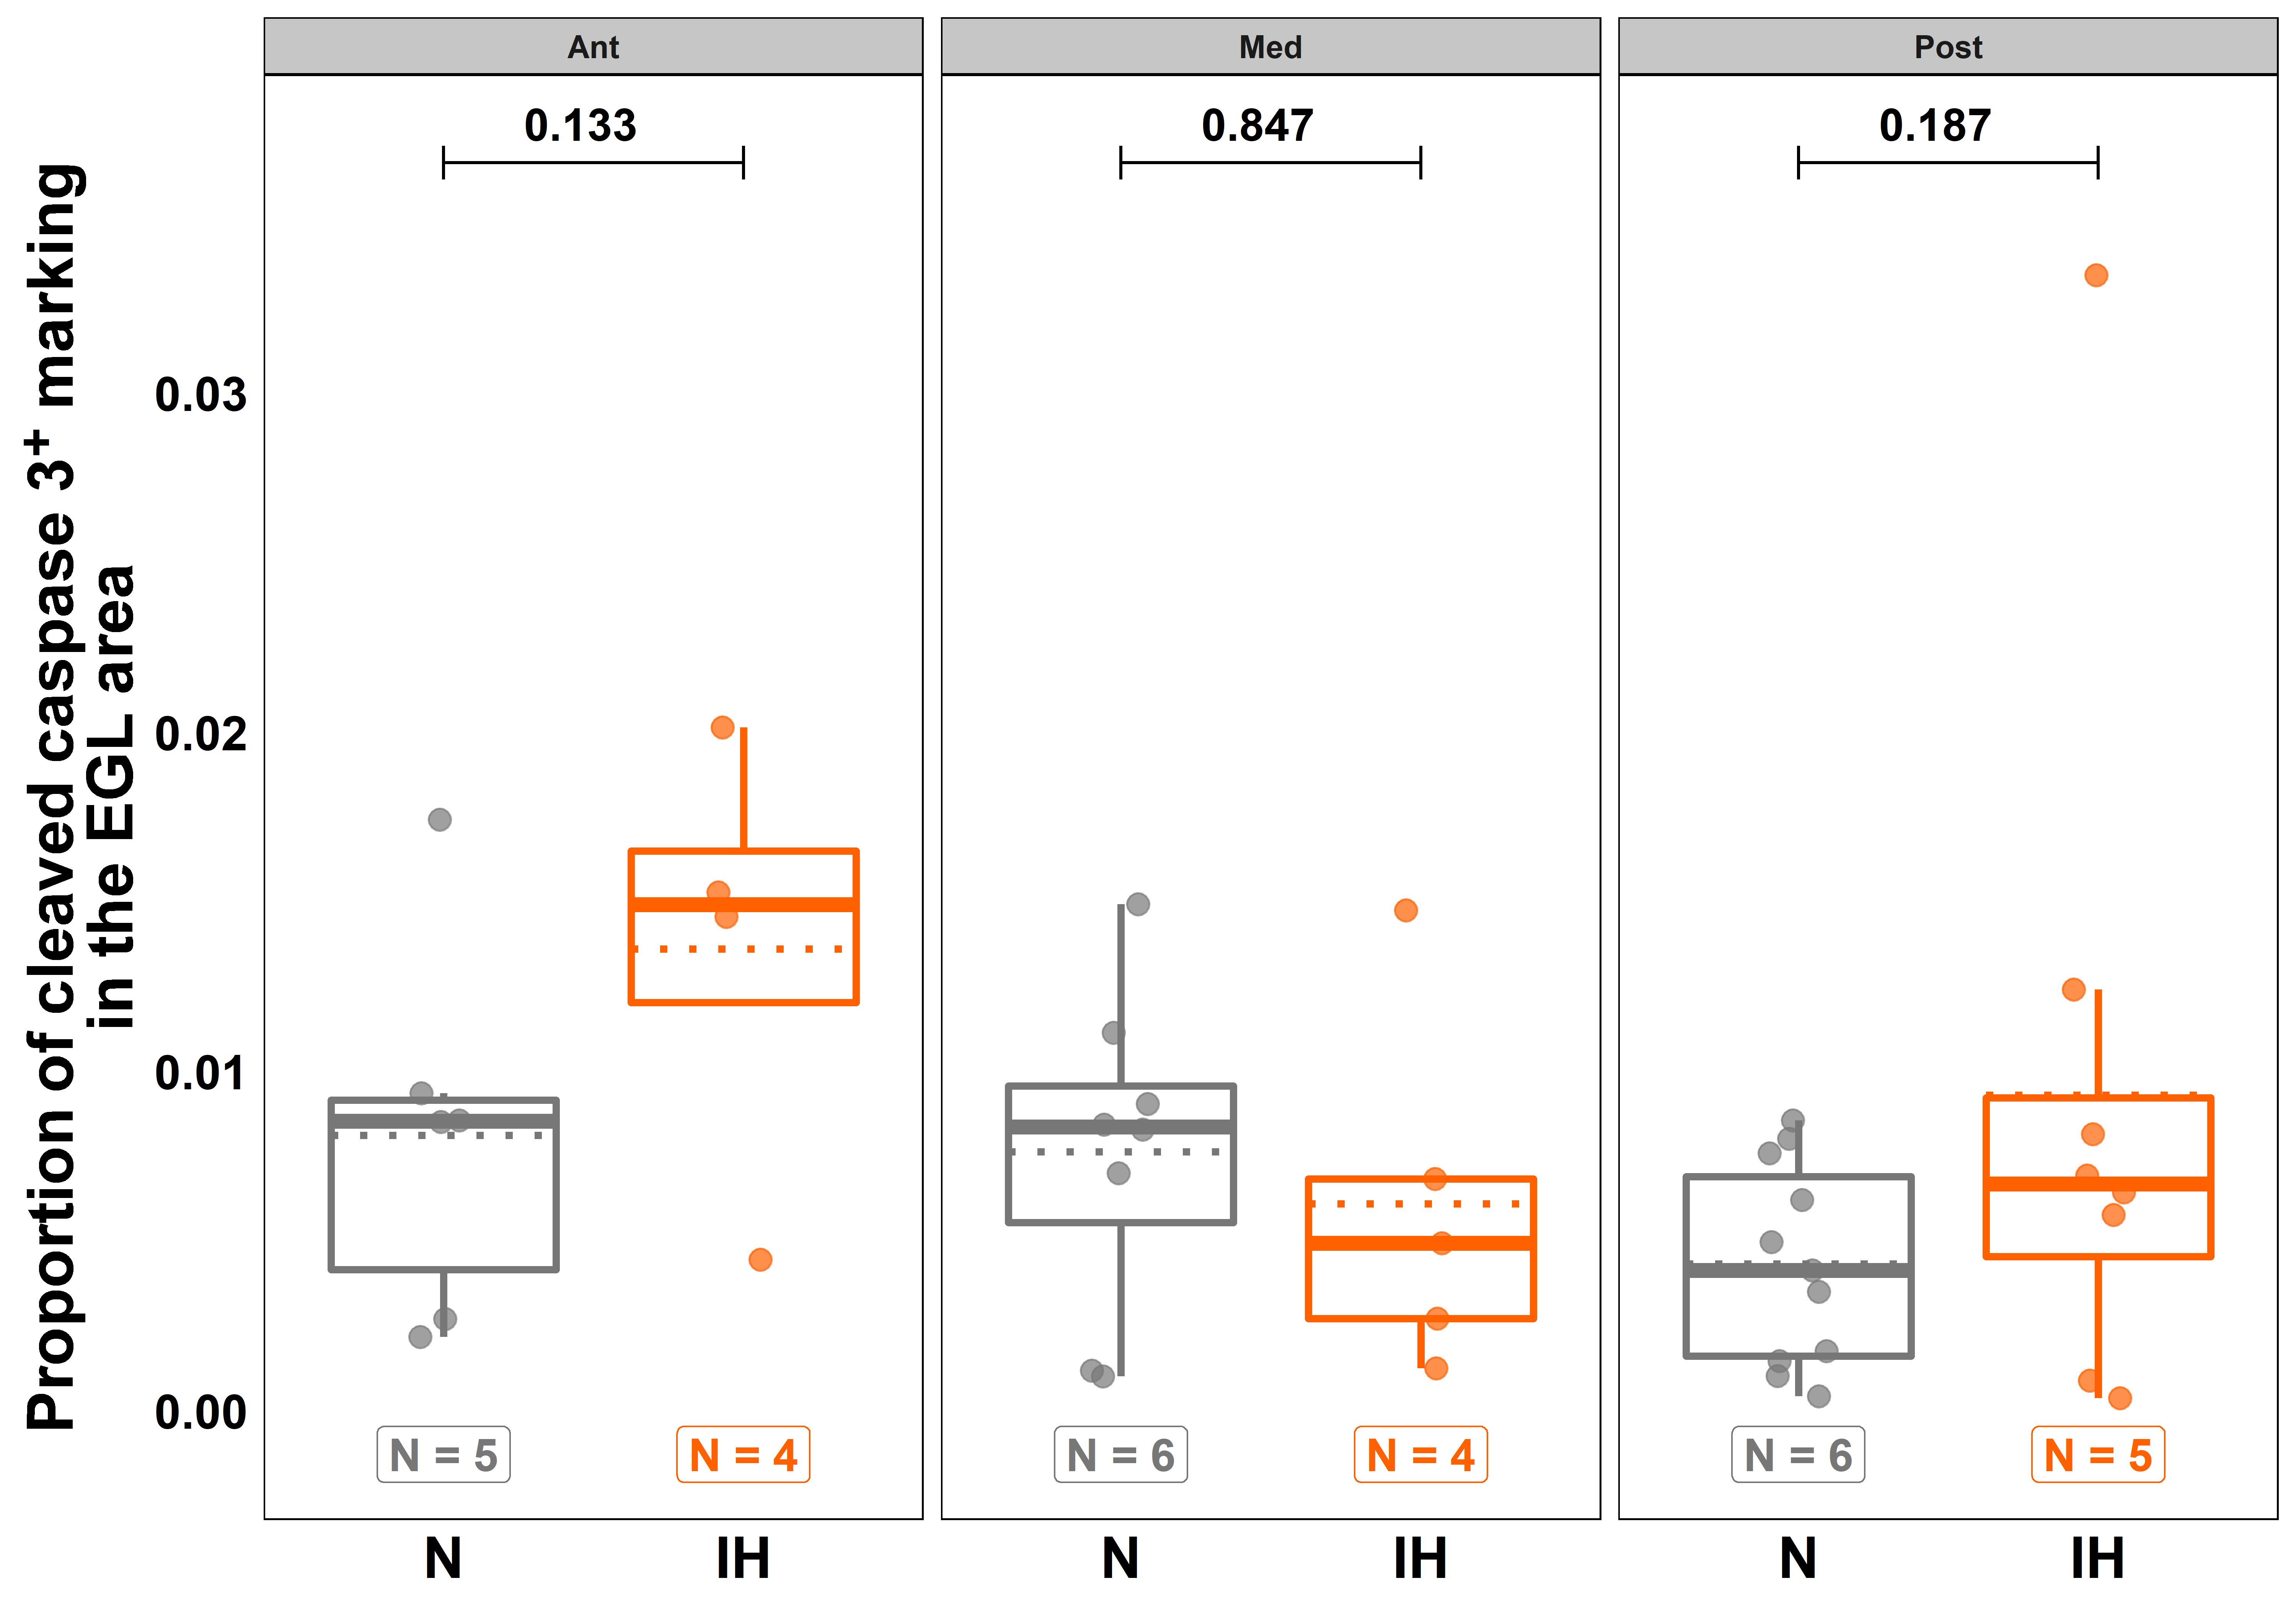 Ant
Med
Post
0.133
0.847
0.187
Proportion of cleaved caspase 3⁺ marking
in the EGL area
0.03
0.02
0.01
0.00
N = 5
N = 4
N = 6
N = 4
N = 6
N = 5
N
IH
N
IH
N
IH